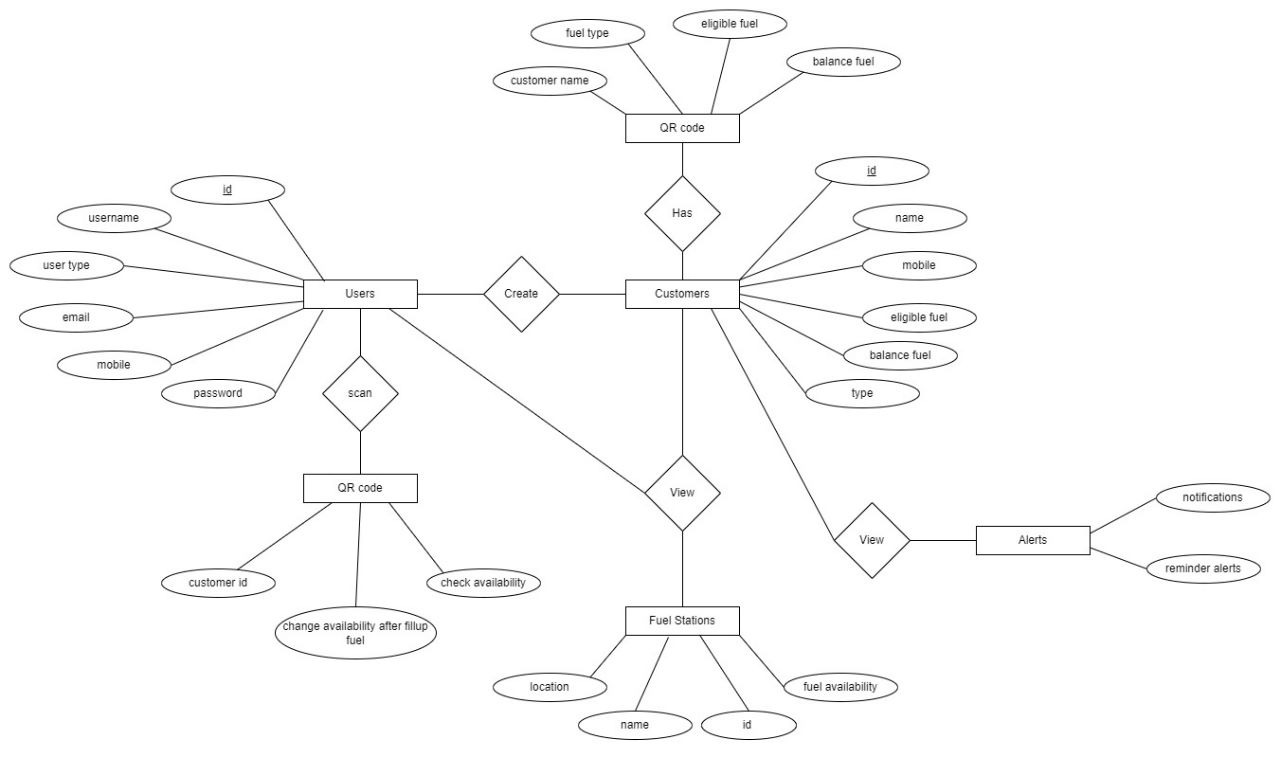 eligible fuel
fuel type
balance fuel
customer name
QR code
id
id
username
Has
name
user type
mobile
Users
Create
Customers
email
eligible fuel
mobile
balance fuel
password
scan
type
QR code
View
notifications
View
Alerts
reminder alerts
customer id
check availability
change availability after fillup
fuel
Fuel Stations
location
fuel availability
name
id